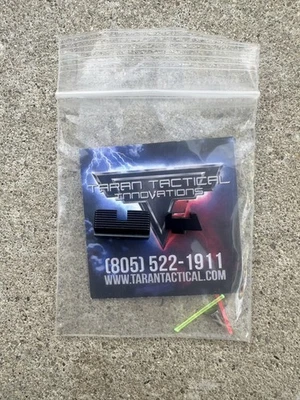 TARAN TACTICAL
INNOVATIONS
(805) 522-1911
WWW.TARANTACTICAL.COM